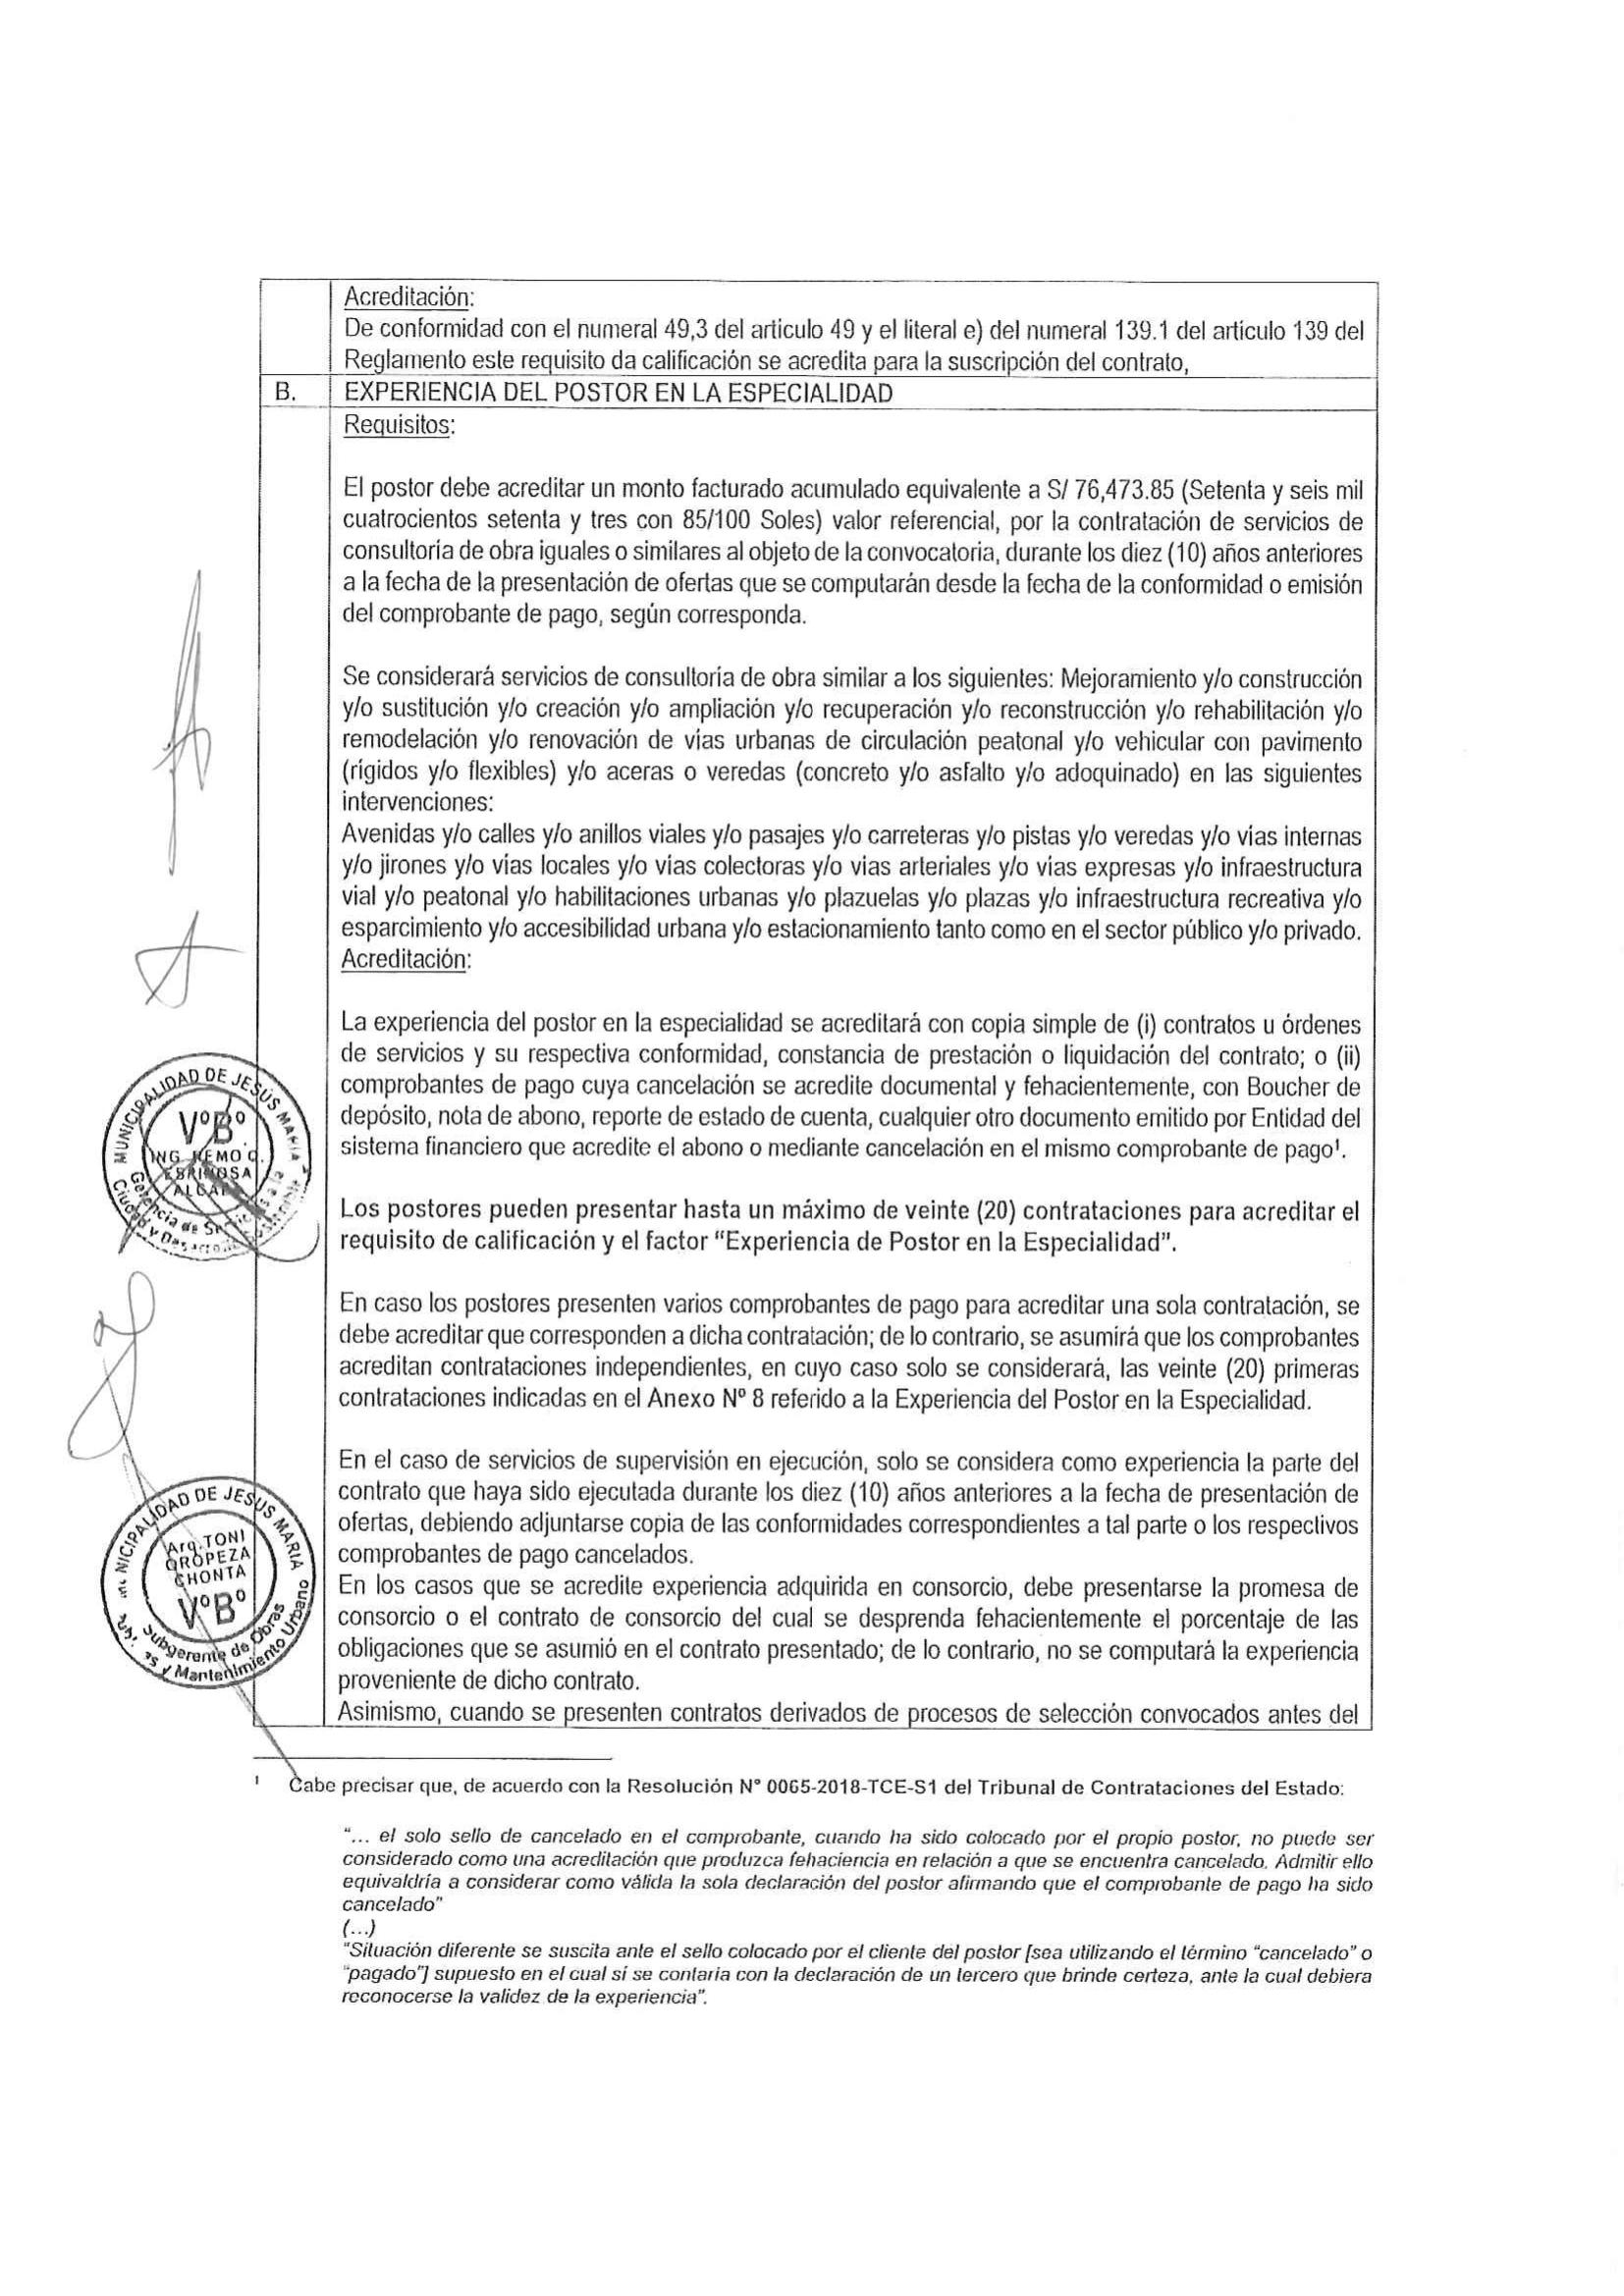 Acreditación:
De conformidad con el numeral 49,3 del articulo 49 y el literal e) del numeral 139.1 del articulo 139 del
Reglamento este requisito da calificación se acredita para la suscripción del contrato,
B. EXPERIENCIA DEL POSTOR EN LA ESPECIALIDAD
Requisitos:
El postor debe acreditar un monto facturado acumulado equivalente a S/ 76,473.85 (Setenta y seis mil
cuatrocientos setenta y tres con 85/100 Soles) valor referencial, por la contratación de servicios de
consultoría de obra iguales o similares al objeto de la convocatoria, durante los diez (10) años anteriores
a la fecha de la presentación de ofertas que se computarán desde la fecha de la conformidad o emisión
del comprobante de pago, según corresponda.
Se considerará servicios de consultoría de obra similar a los siguientes: Mejoramiento y/o construcción
y/o sustitución y/o creación y/o ampliación y/o recuperación y/o reconstrucción y/o rehabilitación y/o
remodelación y/o renovación de vías urbanas de circulación peatonal y/o vehicular con pavimento
(rígidos y/o flexibles) y/o aceras o veredas (concreto y/o asfalto y/o adoquinado) en las siguientes
intervenciones:
Avenidas y/o calles y/o anillos viales y/o pasajes y/o carreteras y/o pistas y/o veredas y/o vias internas
y/o jirones y/o vías locales y/o vias colectoras y/o vias arteriales y/o vias expresas y/o infraestructura
vial y/o peatonal y/o habilitaciones urbanas y/o plazuelas y/o plazas y/o infraestructura recreativa y/o
esparcimiento y/o accesibilidad urbana y/o estacionamiento tanto como en el sector público y/o privado.
Acreditación:
La experiencia del postor en la especialidad se acreditará con copia simple de (i) contratos u órdenes
de servicios y su respectiva conformidad, constancia de prestación o liquidación del contrato; o (ii)
comprobantes de pago cuya cancelación se acredite documental y fehacientemente, con Boucher de
depósito, nota de abono, reporte de estado de cuenta, cualquier otro documento emitido por Entidad del
sistema financiero que acredite el abono o mediante cancelación en el mismo comprobante de pago¹.
MUNICIPALIDAD DE JESÚS MARIA
V°B°
ING. REMO C.
ESPINOSA
Gerencia de
Ciudad y
Los postores pueden presentar hasta un máximo de veinte (20) contrataciones para acreditar el
requisito de calificación y el factor “Experiencia de Postor en la Especialidad”.
En caso los postores presenten varios comprobantes de pago para acreditar una sola contratación, se
debe acreditar que corresponden a dicha contratación; de lo contrario, se asumirá que los comprobantes
acreditan contrataciones independientes, en cuyo caso solo se considerará, las veinte (20) primeras
contrataciones indicadas en el Anexo Nº 8 referido a la Experiencia del Postor en la Especialidad.
En el caso de servicios de supervisión en ejecución, solo se considera como experiencia la parte del
contrato que haya sido ejecutada durante los diez (10) años anteriores a la fecha de presentación de
ofertas, debiendo adjuntarse copia de las conformidades correspondientes a tal parte o los respectivos
comprobantes de pago cancelados.
En los casos que se acredite experiencia adquirida en consorcio, debe presentarse la promesa de
consorcio o el contrato de consorcio del cual se desprenda fehacientemente el porcentaje de las
obligaciones que se asumió en el contrato presentado; de lo contrario, no se computará la experiencia
proveniente de dicho contrato.
Asimismo, cuando se presenten contratos derivados de procesos de selección convocados antes del
NICIPALIDAD DE JESUS MARIA
Arq. TONI
OROPEZA
CHONTA
V°B°
Subgerente de Obras
y Mantenimiento Urbano
¹ Cabe precisar que, de acuerdo con la Resolución N° 0065-2018-TCE-S1 del Tribunal de Contrataciones del Estado:
“... el solo sello de cancelado en el comprobante, cuando ha sido colocado por el propio postor, no puede ser
considerado como una acreditación que produzca fehaciencia en relación a que se encuentra cancelado. Admitir ello
equivaldría a considerar como válida la sola declaración del postor afirmando que el comprobante de pago ha sido
cancelado”
(...)
“Situación diferente se suscita ante el sello colocado por el cliente del postor [sea utilizando el término “cancelado” o
“pagado”] supuesto en el cual sí se contaría con la declaración de un tercero que brinde certeza, ante la cual debiera
reconocerse la validez de la experiencia”.